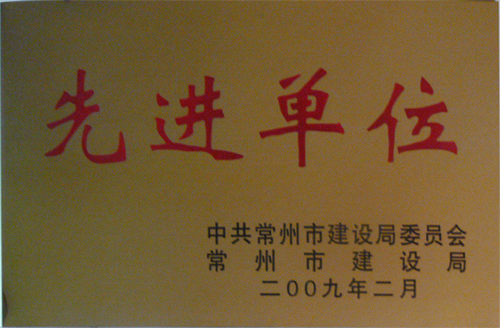 先进单位
中共常州市建设局委员会
常州市建设局
二00九年二月